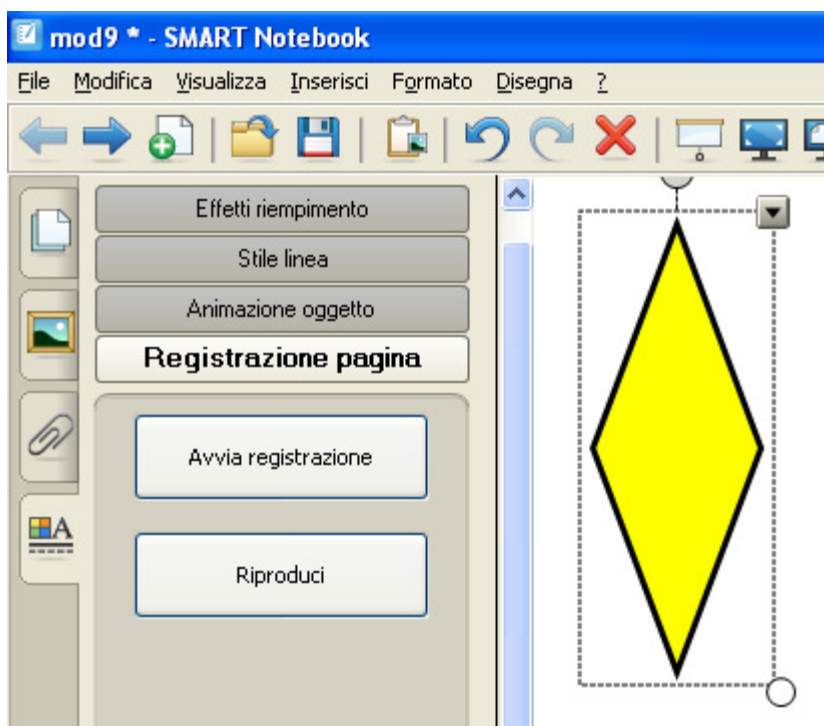 mod9 * - SMART Notebook
File Modifica Visualizza Inserisci Formato Disegna ?
Effetti riempimento
Stile linea
Animazione oggetto
Registrazione pagina
Avvia registrazione
A
Riproduci